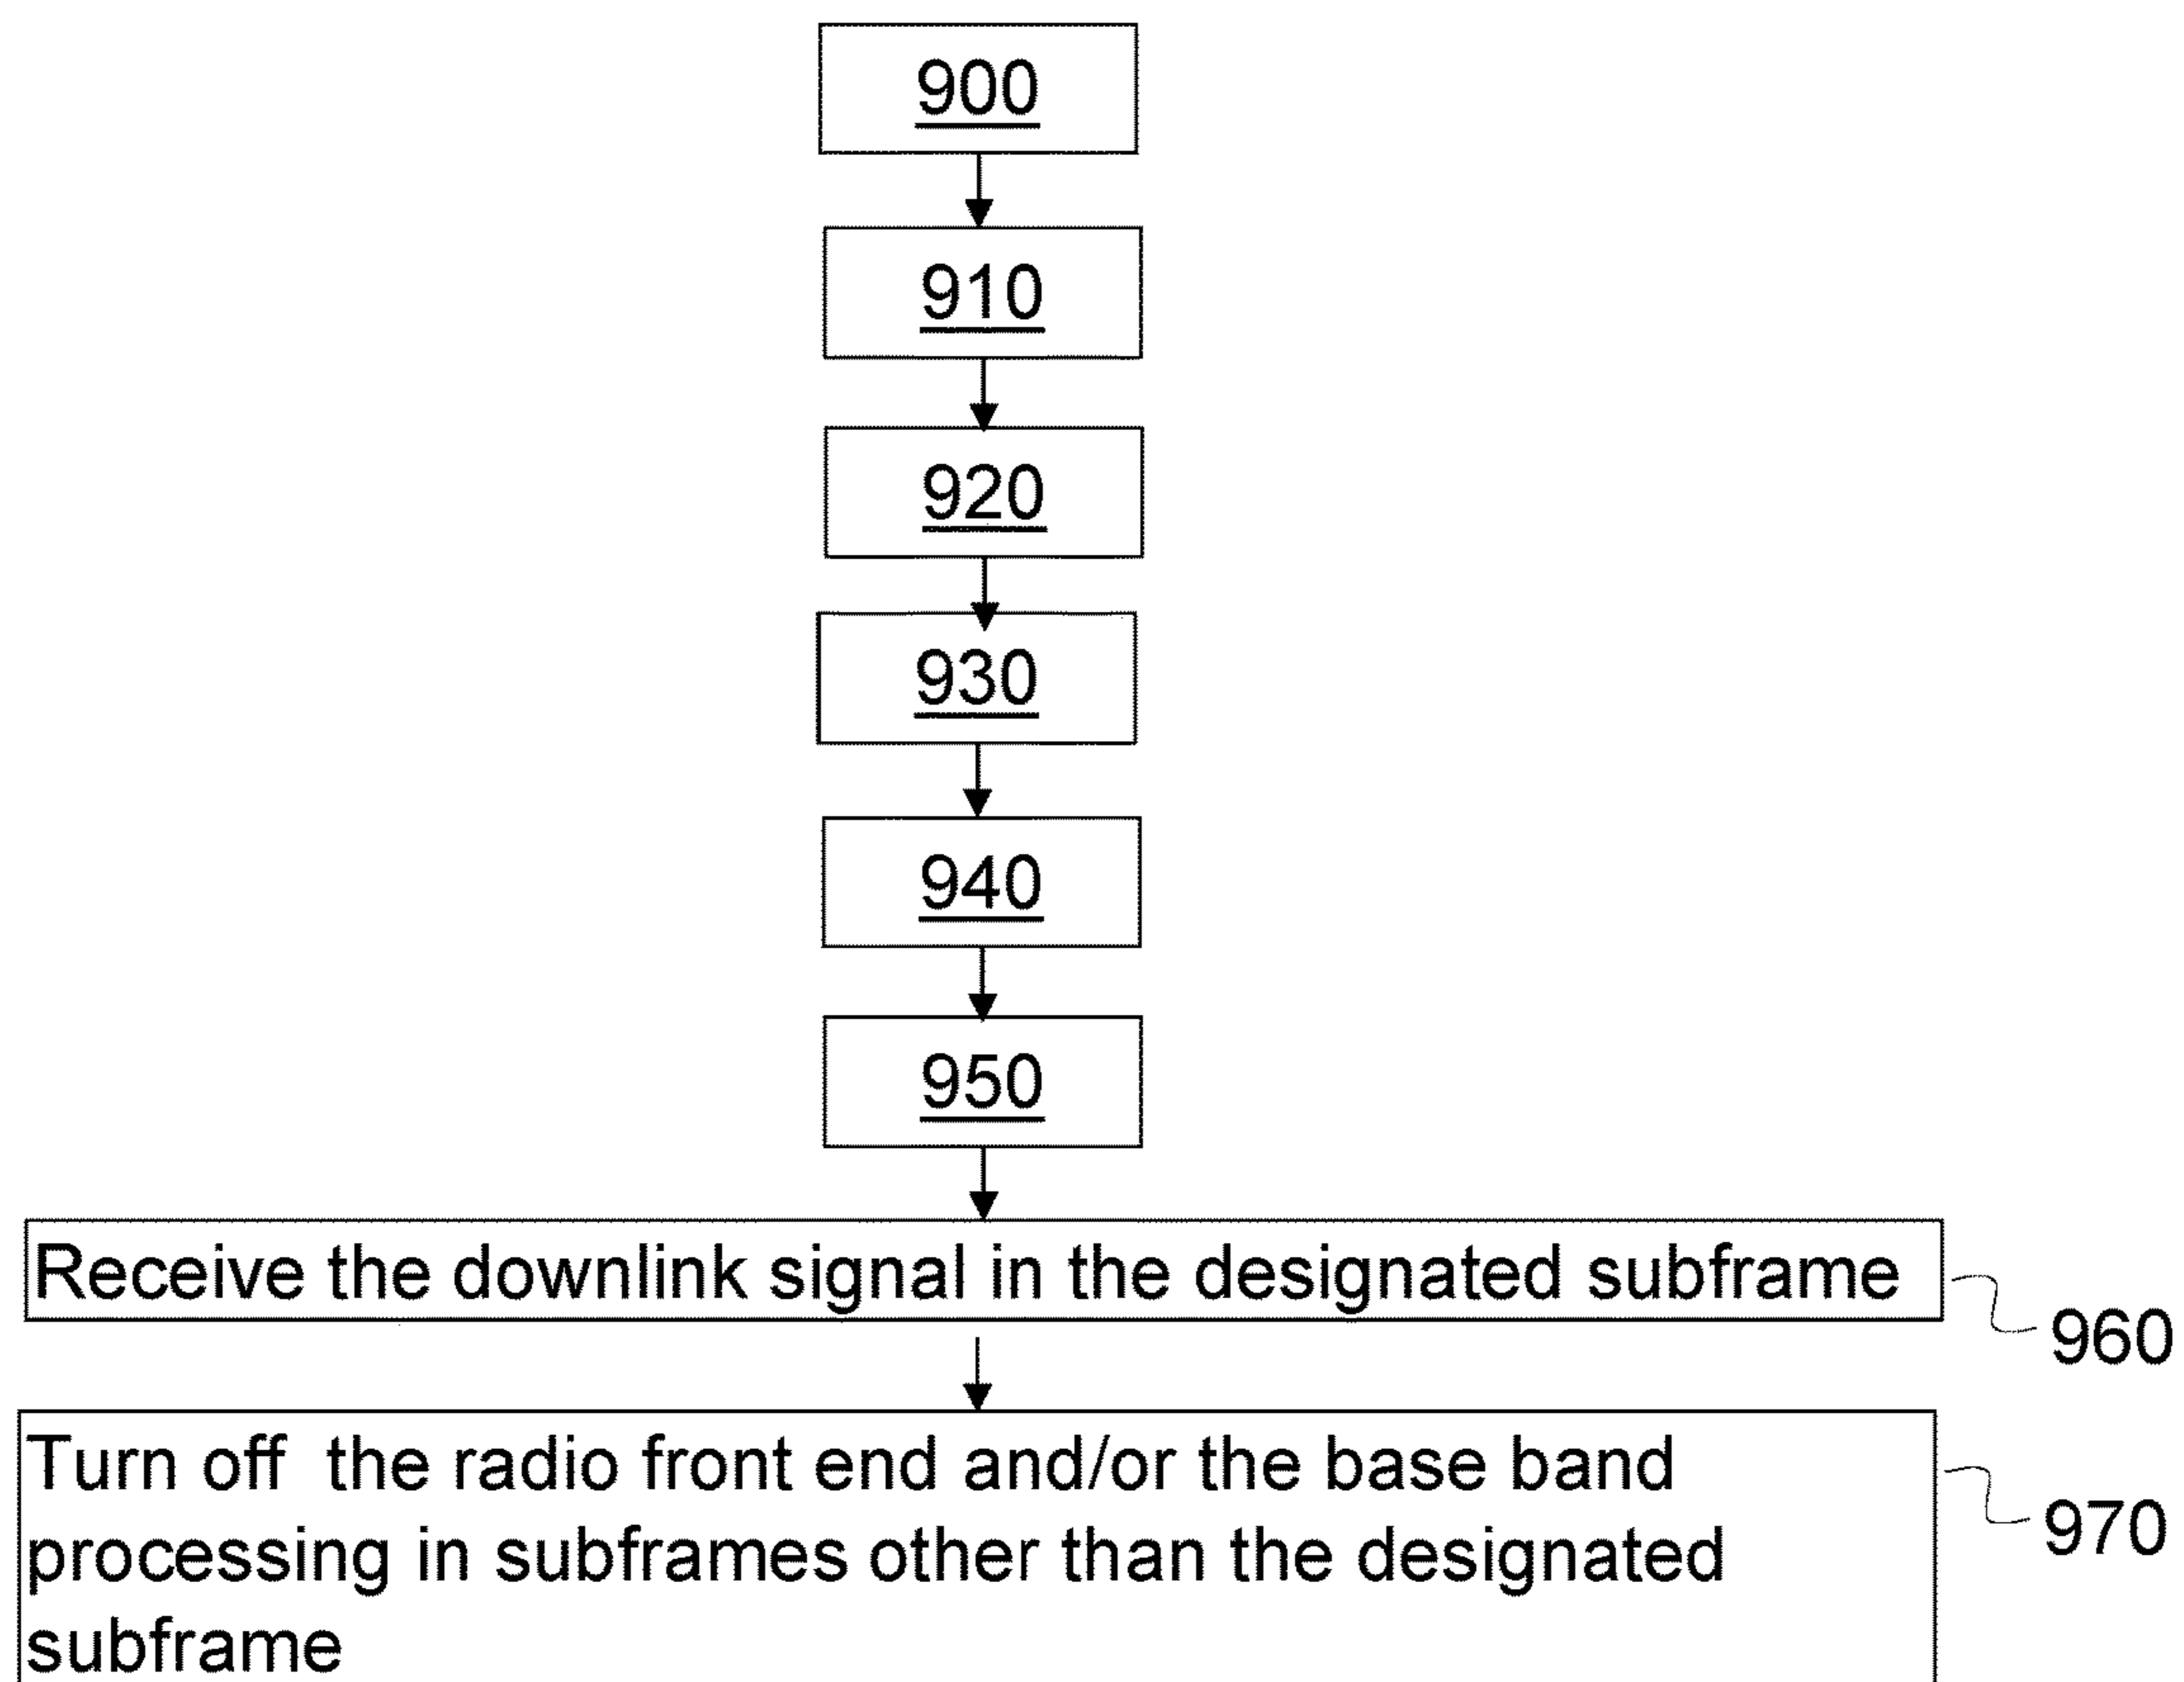 900
910
920
930
940
950
Receive the downlink signal in the designated subframe
960
Turn off the radio front end and/or the base band
processing in subframes other than the designated
subframe
970